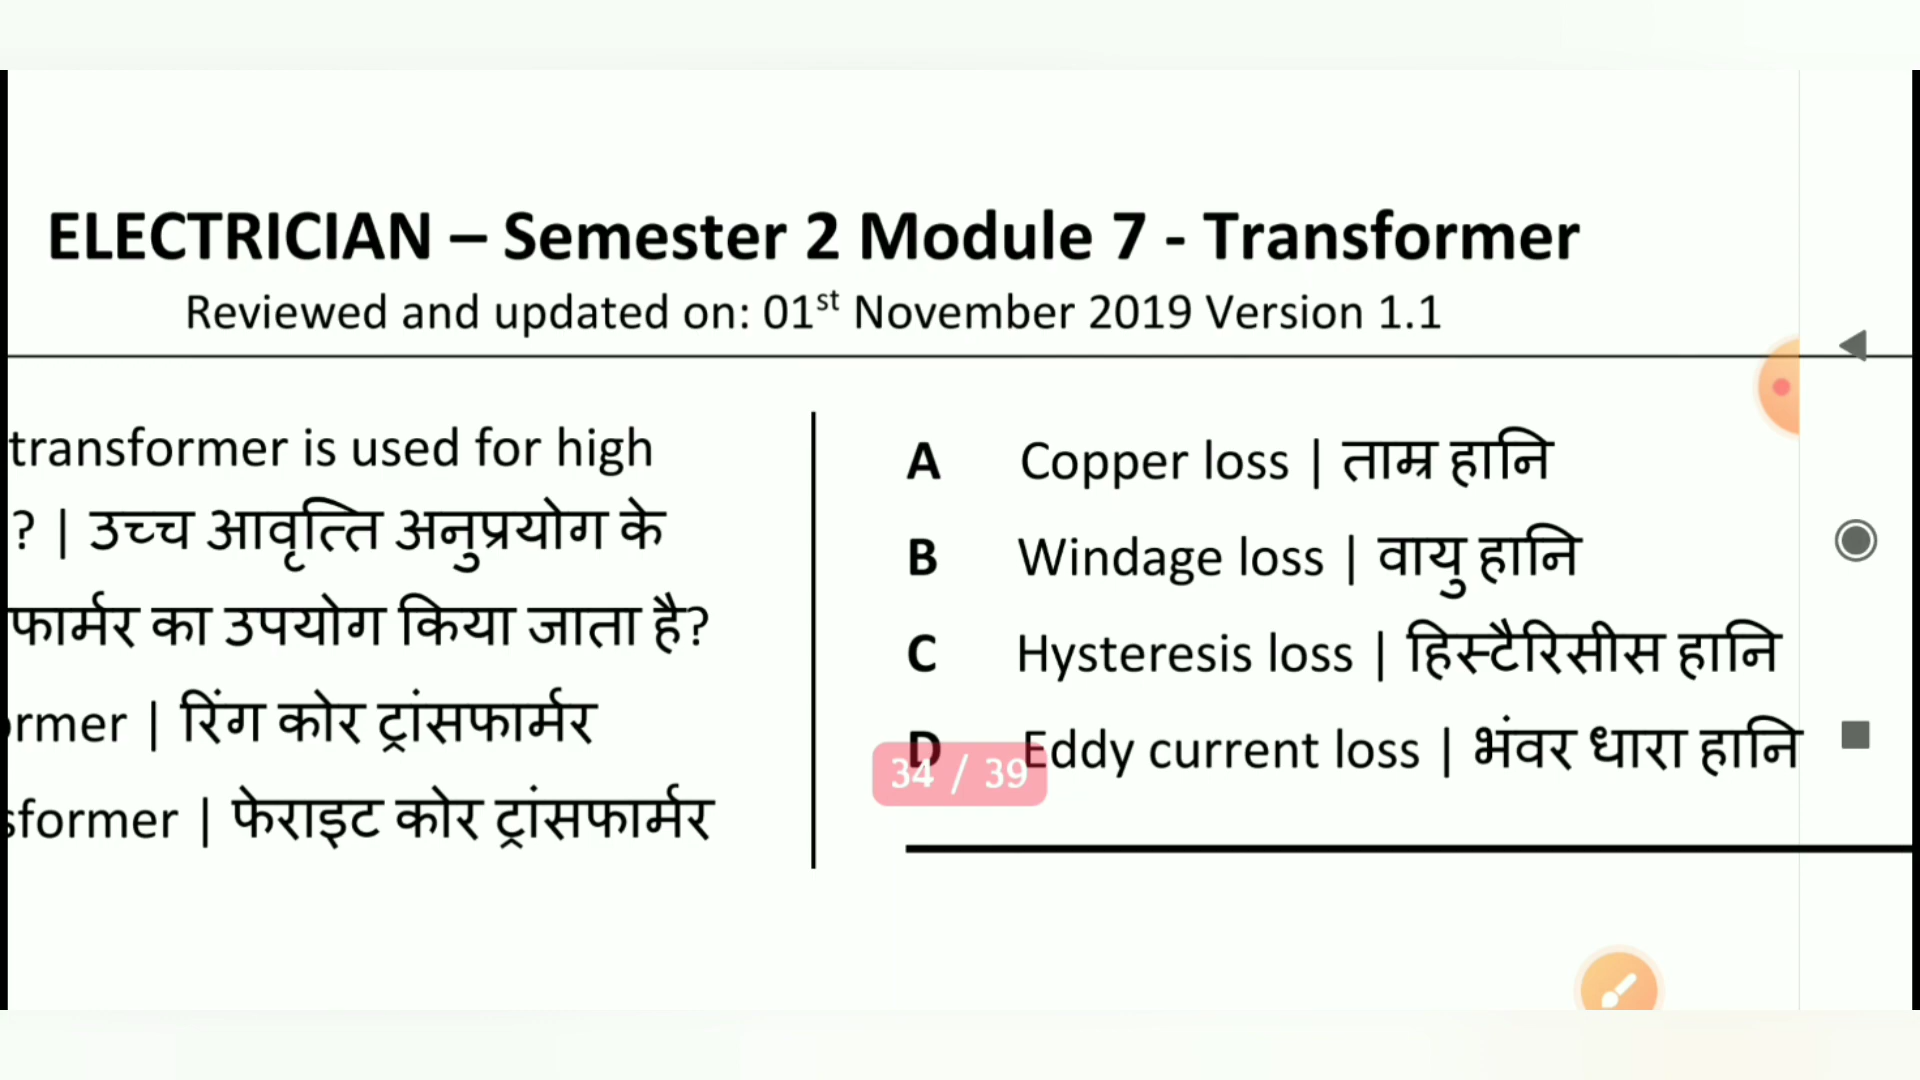 ELECTRICIAN – Semester 2 Module 7 - Transformer
Reviewed and updated on: 01st November 2019 Version 1.1
transformer is used for high
? | उच्च आवृत्ति अनुप्रयोग के
फार्मर का उपयोग किया जाता है?
rmer | रिंग कोर ट्रांसफार्मर
sformer | फेराइट कोर ट्रांसफार्मर
A Copper loss | ताम्र हानि
B Windage loss | वायु हानि
C Hysteresis loss | हिस्टैरिसीस हानि
D Eddy current loss | भंवर धारा हानि
34 / 39